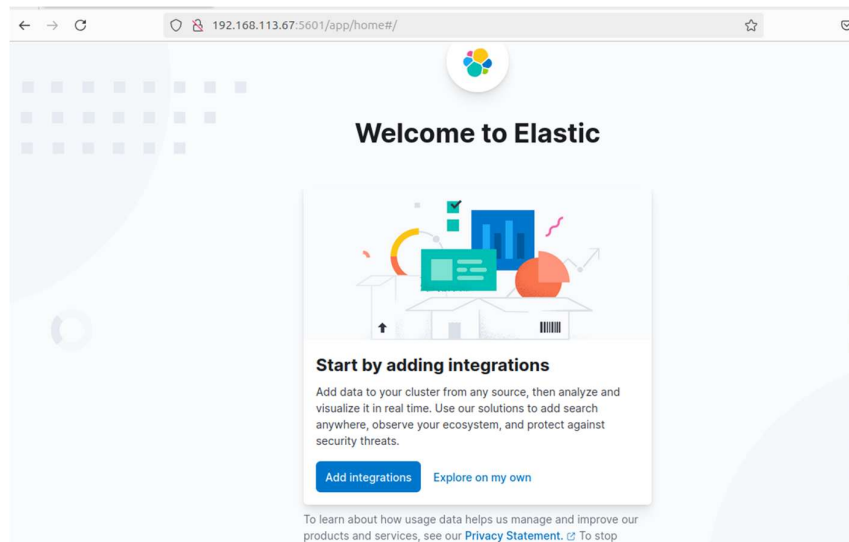 192.168.113.67:5601/app/home#/
Welcome to Elastic
Start by adding integrations
Add data to your cluster from any source, then analyze and
visualize it in real time. Use our solutions to add search
anywhere, observe your ecosystem, and protect against
security threats.
Add integrations Explore on my own
To learn about how usage data helps us manage and improve our
products and services, see our Privacy Statement. To stop